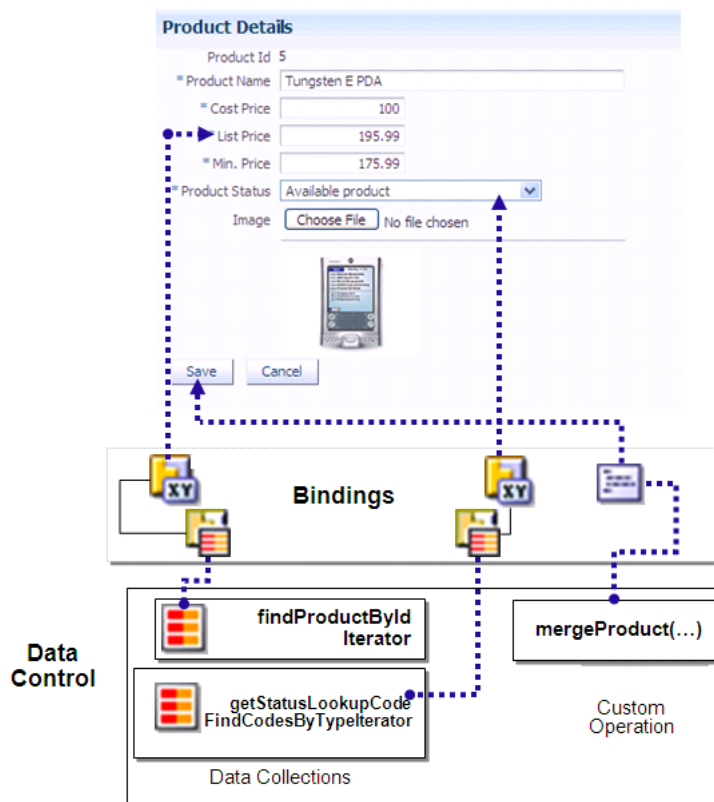 Product Details
Product Id 5
* Product Name Tungsten E PDA
* Cost Price 100
* List Price 195.99
* Min. Price 175.99
* Product Status Available product
Image Choose File No file chosen
Save Cancel
XY
Bindings
XY
Data
Control
findProductById
Iterator
mergeProduct(...)
getStatusLookupCode
FindCodesByTypeIterator
Custom
Operation
Data Collections